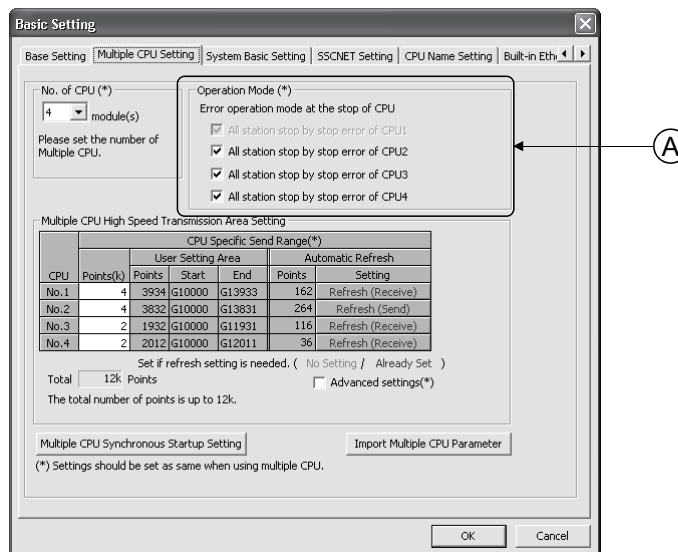 Basic Setting
Base Setting Multiple CPU Setting System Basic Setting SSCNET Setting CPU Name Setting Built-in Eth
No. of CPU (*)
4 module(s)
Please set the number of
Multiple CPU.
Operation Mode (*)
Error operation mode at the stop of CPU
All station stop by stop error of CPU1
All station stop by stop error of CPU2
All station stop by stop error of CPU3
All station stop by stop error of CPU4
A
Multiple CPU High Speed Transmission Area Setting
CPU Specific Send Range(*)
User Setting Area Automatic Refresh
CPU Points(k) Points Start End Points Setting
No.1 4 3934 G10000 G13933 162 Refresh (Receive)
No.2 4 3832 G10000 G13831 264 Refresh (Send)
No.3 2 1932 G10000 G11931 116 Refresh (Receive)
No.4 2 2012 G10000 G12011 36 Refresh (Receive)
Set if refresh setting is needed. ( No Setting / Already Set )
Total 12k Points
Advanced settings(*)
The total number of points is up to 12k.
Multiple CPU Synchronous Startup Setting Import Multiple CPU Parameter
(*) Settings should be set as same when using multiple CPU.
OK Cancel